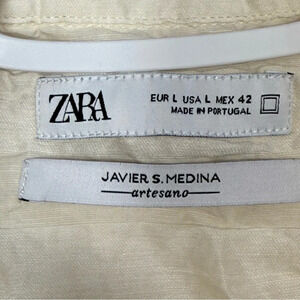 ZARA
EUR L USA L MEX 42
MADE IN PORTUGAL
JAVIER S. MEDINA
artesano